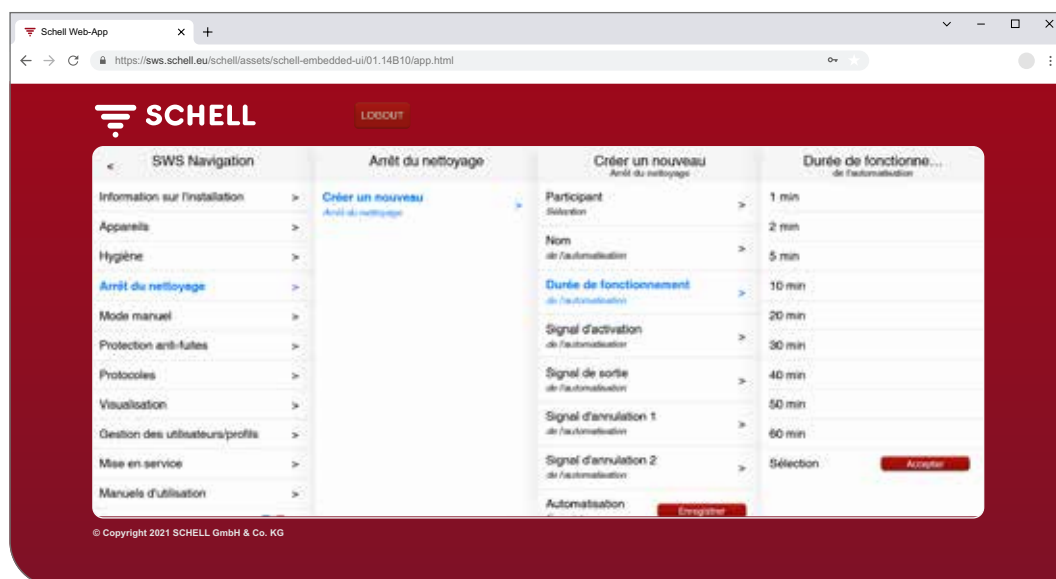 Schell Web-App
https://sws.schell.eu/schell/assets/schell-embedded-ui/01.14B10/app.html
SCHELL
LOGOUT
< SWS Navigation
Information sur l'installation >
Appareils >
Hygiène >
Arrêt du nettoyage >
Mode manuel >
Protection anti-fuites >
Protocoles >
Visualisation >
Gestion des utilisateurs/profils >
Mise en service >
Manuels d'utilisation >
Arrêt du nettoyage
Créer un nouveau >
Arrêt du nettoyage
Créer un nouveau
Arrêt du nettoyage
Participant >
Sélection
Nom >
de l'automatisation
Durée de fonctionnement >
de l'automatisation
Signal d'activation >
de l'automatisation
Signal de sortie >
de l'automatisation
Signal d'annulation 1 >
de l'automatisation
Signal d'annulation 2 >
de l'automatisation
Automatisation Enregistrer
Durée de fonctionne...
de l'automatisation
1 min
2 min
5 min
10 min
20 min
30 min
40 min
50 min
60 min
Sélection Accepter
© Copyright 2021 SCHELL GmbH & Co. KG